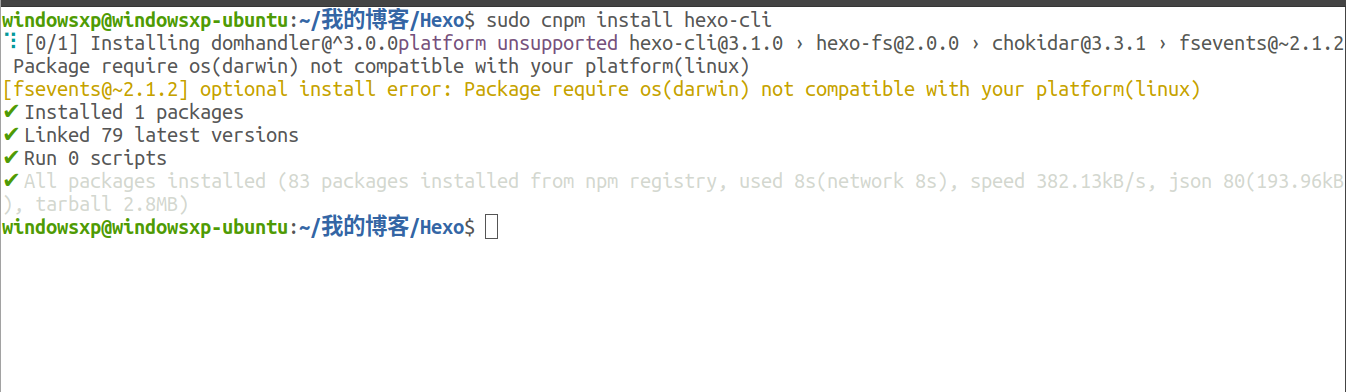 windowsxp@windowsxp-ubuntu:~/我的博客/Hexo$ sudo cnpm install hexo-cli
⠹ [0/1] Installing domhandler@^3.0.0platform unsupported hexo-cli@3.1.0 › hexo-fs@2.0.0 › chokidar@3.3.1 › fsevents@~2.1.2
Package require os(darwin) not compatible with your platform(linux)
[fsevents@~2.1.2] optional install error: Package require os(darwin) not compatible with your platform(linux)
✔ Installed 1 packages
✔ Linked 79 latest versions
✔ Run 0 scripts
✔ All packages installed (83 packages installed from npm registry, used 8s(network 8s), speed 382.13kB/s, json 80(193.96kB
), tarball 2.8MB)
windowsxp@windowsxp-ubuntu:~/我的博客/Hexo$